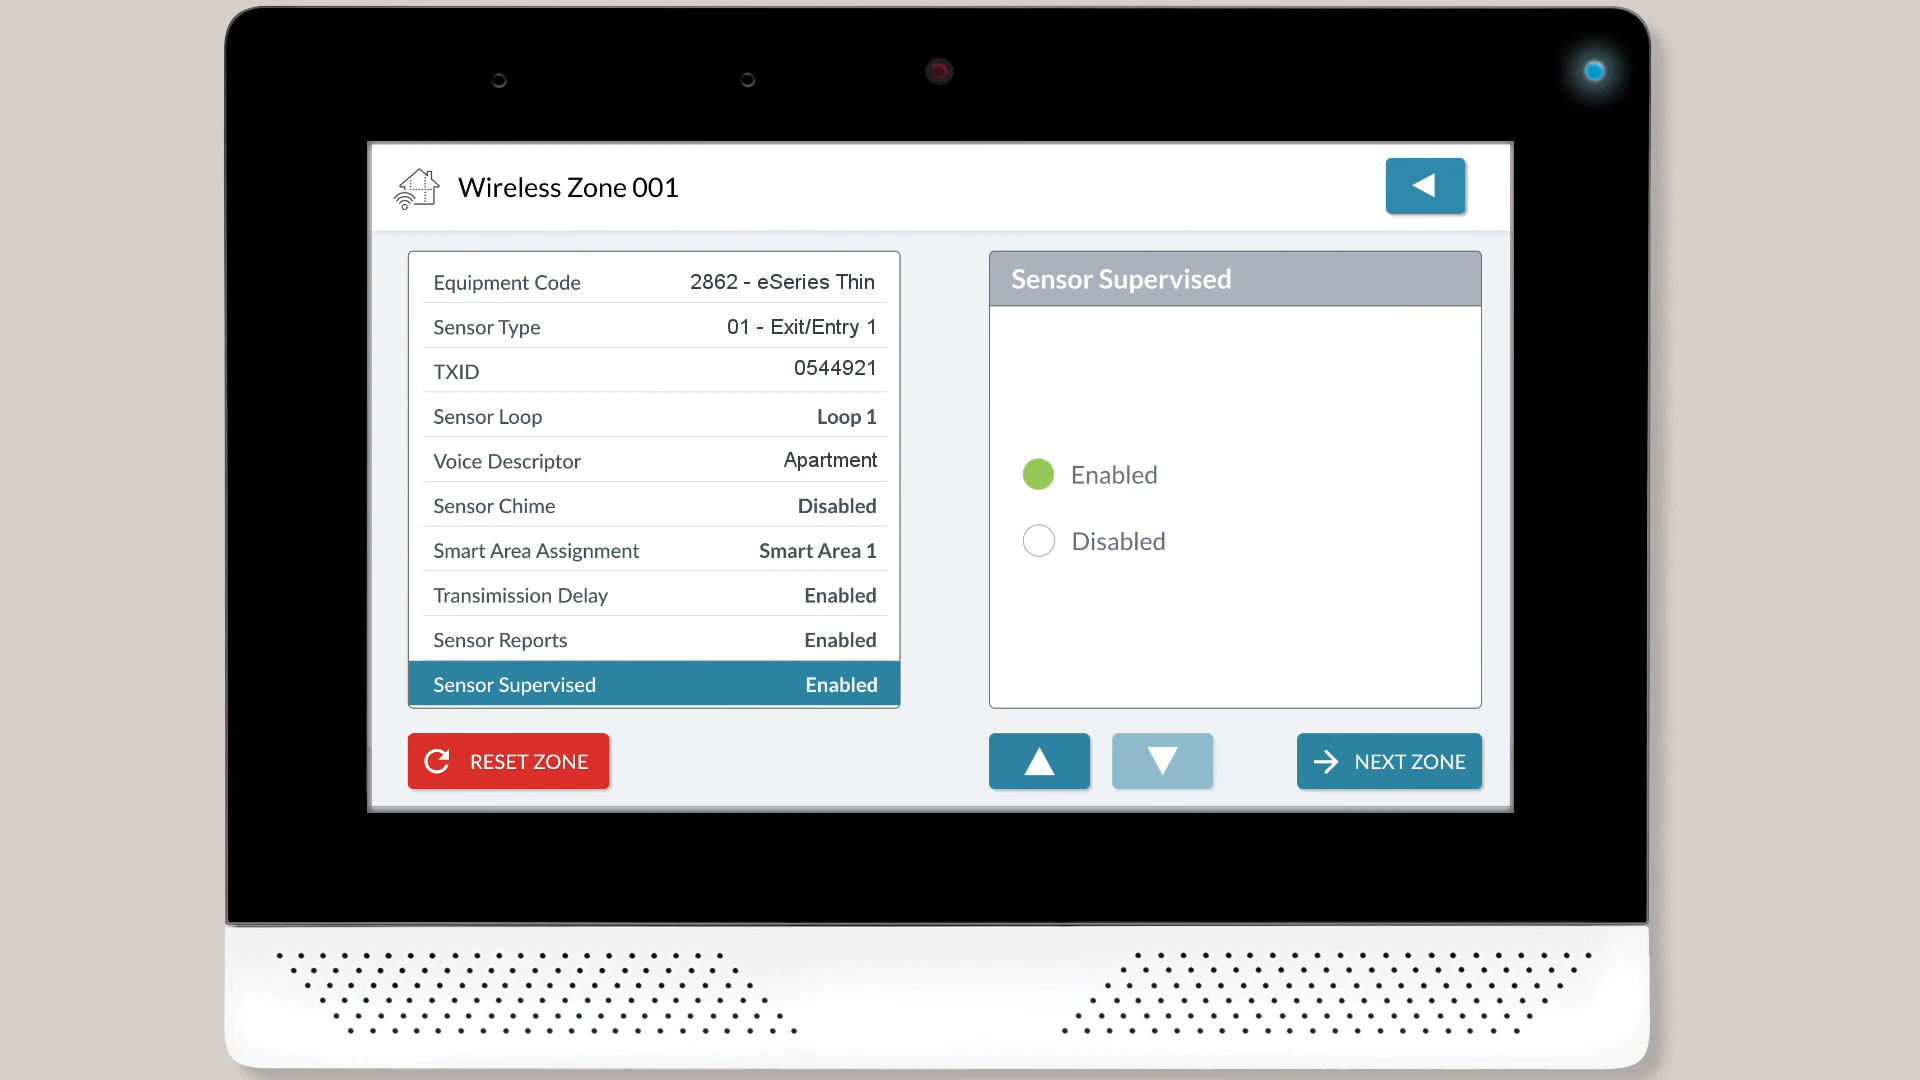 Wireless Zone 001
Equipment Code 2862 - eSeries Thin
Sensor Type 01 - Exit/Entry 1
TXID 0544921
Sensor Loop Loop 1
Voice Descriptor Apartment
Sensor Chime Disabled
Smart Area Assignment Smart Area 1
Transimission Delay Enabled
Sensor Reports Enabled
Sensor Supervised Enabled
RESET ZONE
Sensor Supervised
Enabled
Disabled
NEXT ZONE